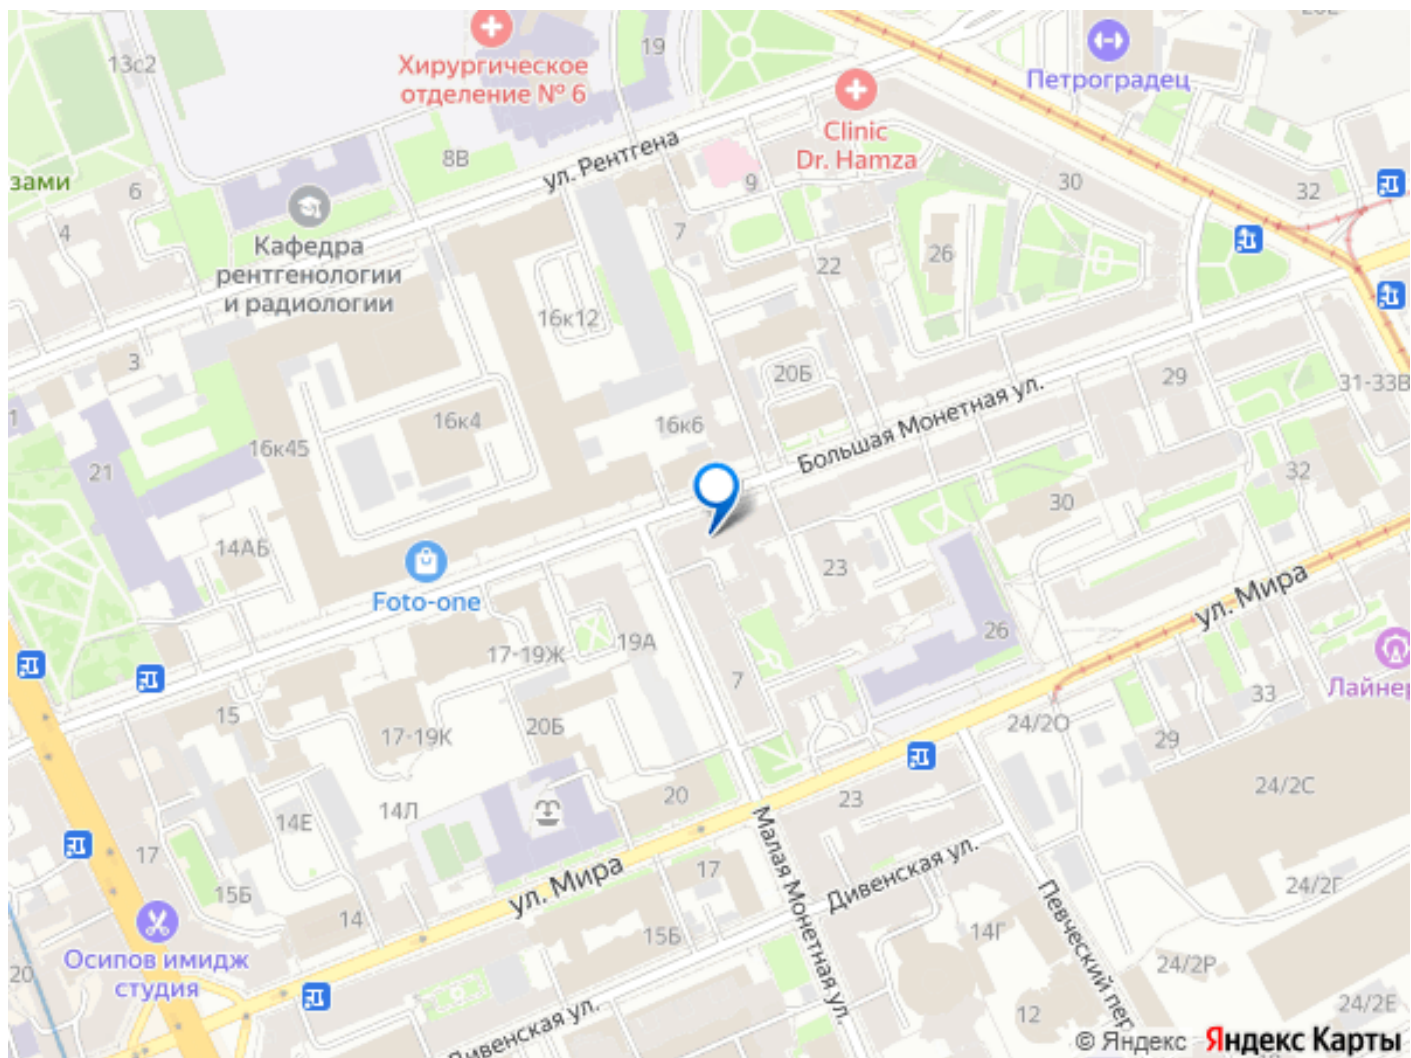 19
13с2
Хирургическое
отделение № 6
Петроградец
Clinic
Dr. Hamza
8В
ул. Рентгена
зами
6
9
30
32
4
Кафедра
рентгенологии
и радиологии
7
26
22
16к12
3
20Б
29
31-33В
Большая Монетная ул.
1
16к4
16к6
16к45
21
32
30
14АБ
23
Foto-one
ул. Мира
19А
26
17-19Ж
7
Лайнер
33
15
17-19К
20Б
24/2О
29
24/2С
20
23
14Л
14Е
17
Малая Монетная ул.
17
Дивенская ул.
ул. Мира
15Б
14
24/2Г
Певческий пер
15Б
14Г
Осипов имидж
студия
20
24/2Р
24/2Е
12
Дивенская ул.
© Яндекс Яндекс Карты